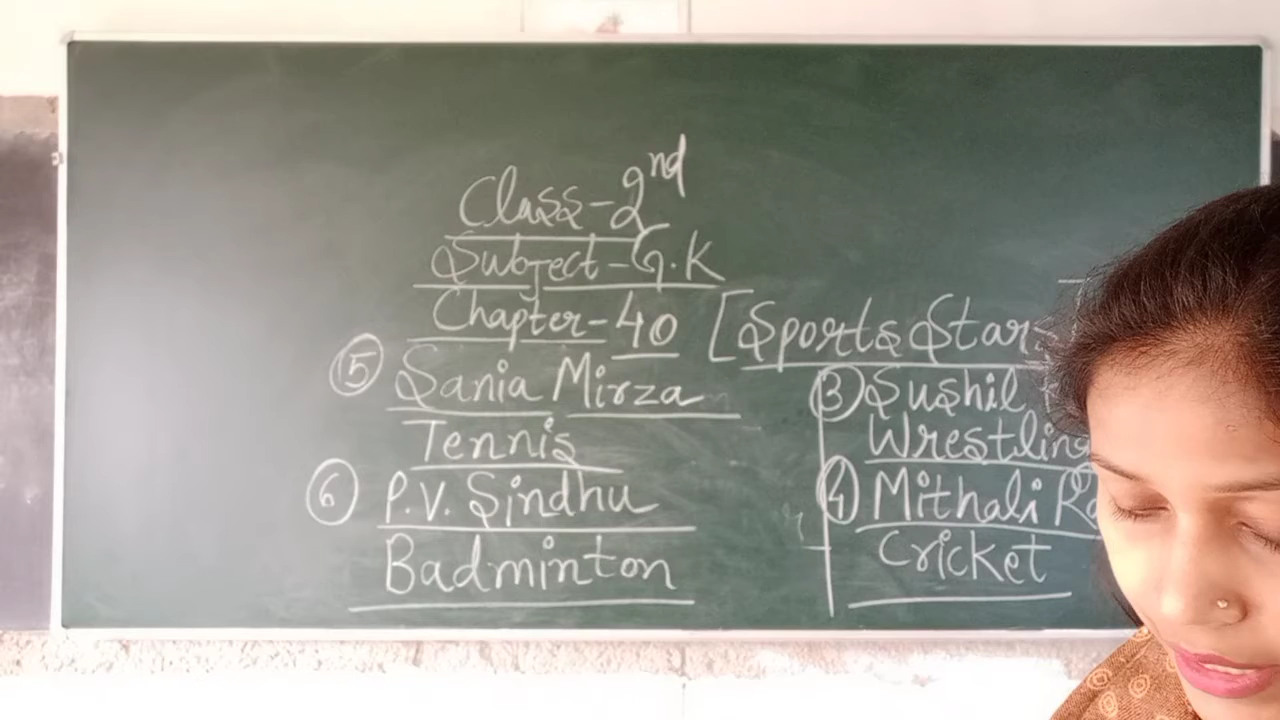 Class-2nd
Subject-G.K
Chapter-40 [Sports Star
⑤ Sania Mirza
Tennis
⑥ P.V. Sindhu
Badminton
③ Sushil
Wrestling
④ Mithali
Cricket